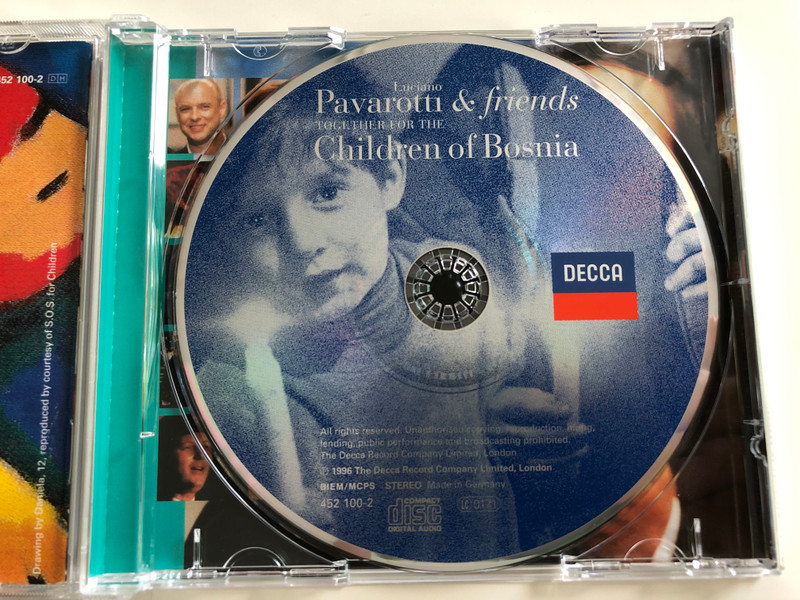 452 100-2 DH
Drawing by Daniela, 12, reproduced by courtesy of S.O.S. for Children
Luciano
Pavarotti & friends
TOGETHER FOR THE
Children of Bosnia
DECCA
All rights reserved. Unauthorized copying, reproduction, hiring,
lending, public performance and broadcasting prohibited.
The Decca Record Company Limited, London
℗ 1996 The Decca Record Company Limited, London
BIEM/MCPS STEREO Made in Germany
452 100-2
COMPACT
disc
DIGITAL AUDIO